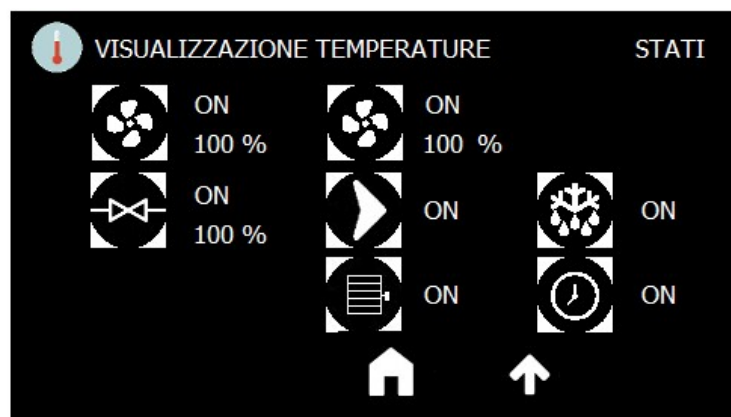 VISUALIZZAZIONE TEMPERATURE STATI
ON ON
100 % 100 %
ON
100 %
ON ON
ON ON